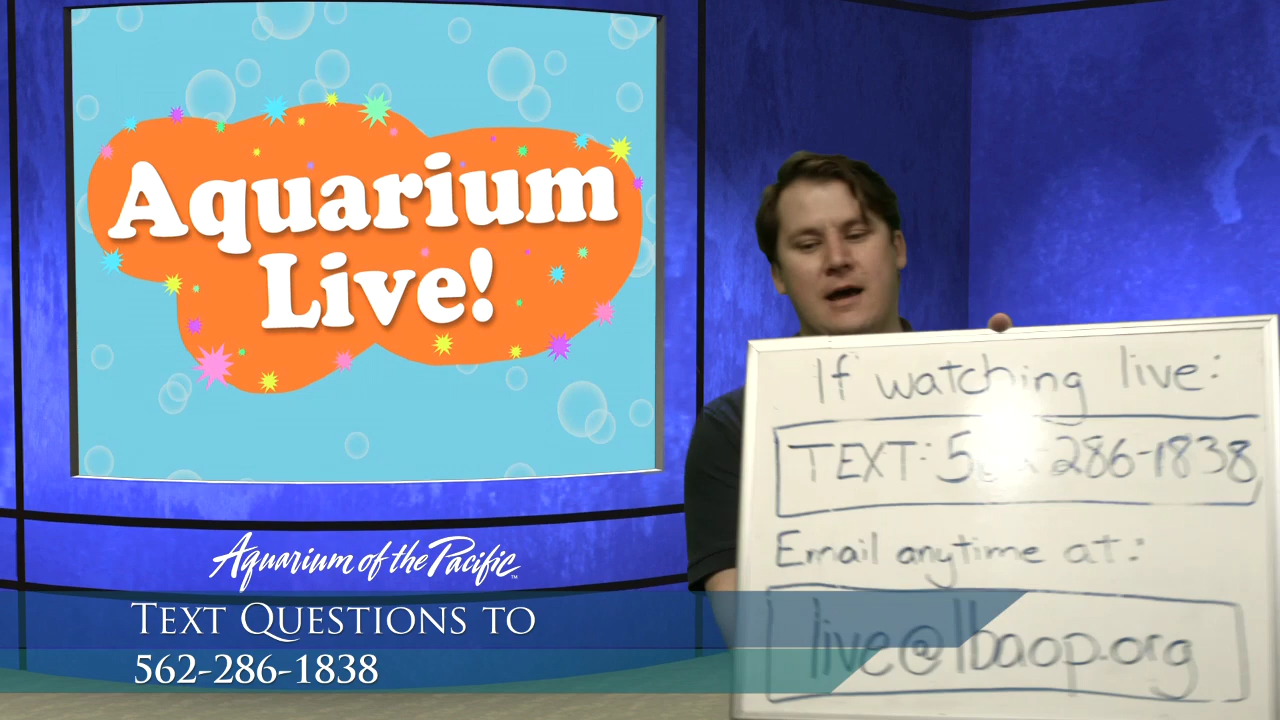 Aquarium
Live!
Aquarium of the Pacific™
TEXT QUESTIONS TO
562-286-1838
If watching live:
TEXT: 5 286-1838
Email anytime at:
live@lbaop.org